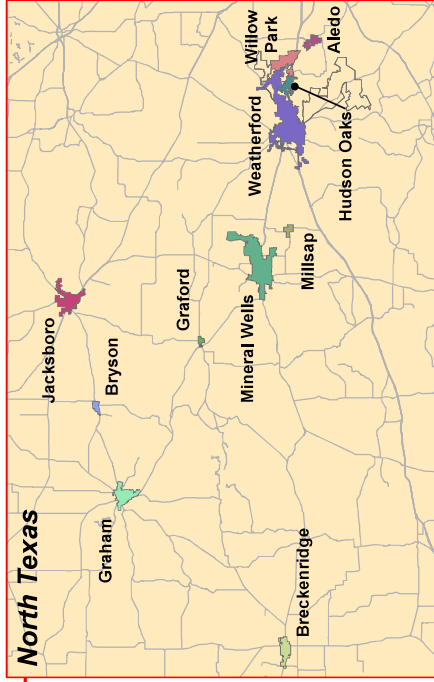 North Texas
Jacksboro
Bryson
Graham
Graford
Willow
Park
Weatherford
Aledo
Hudson Oaks
Mineral Wells
Millsap
Breckenridge